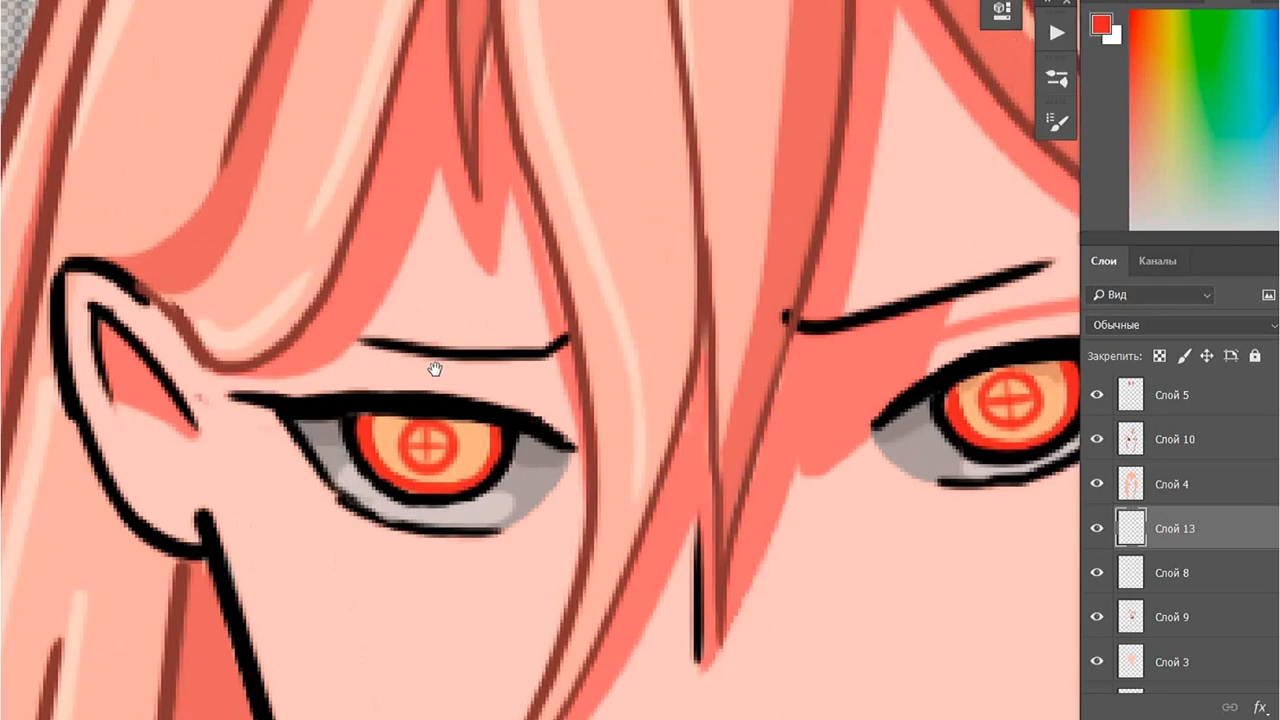 Слои Каналы
Вид
Обычные
Закрепить:
Слой 5
Слой 10
Слой 4
Слой 13
Слой 8
Слой 9
Слой 3
fx